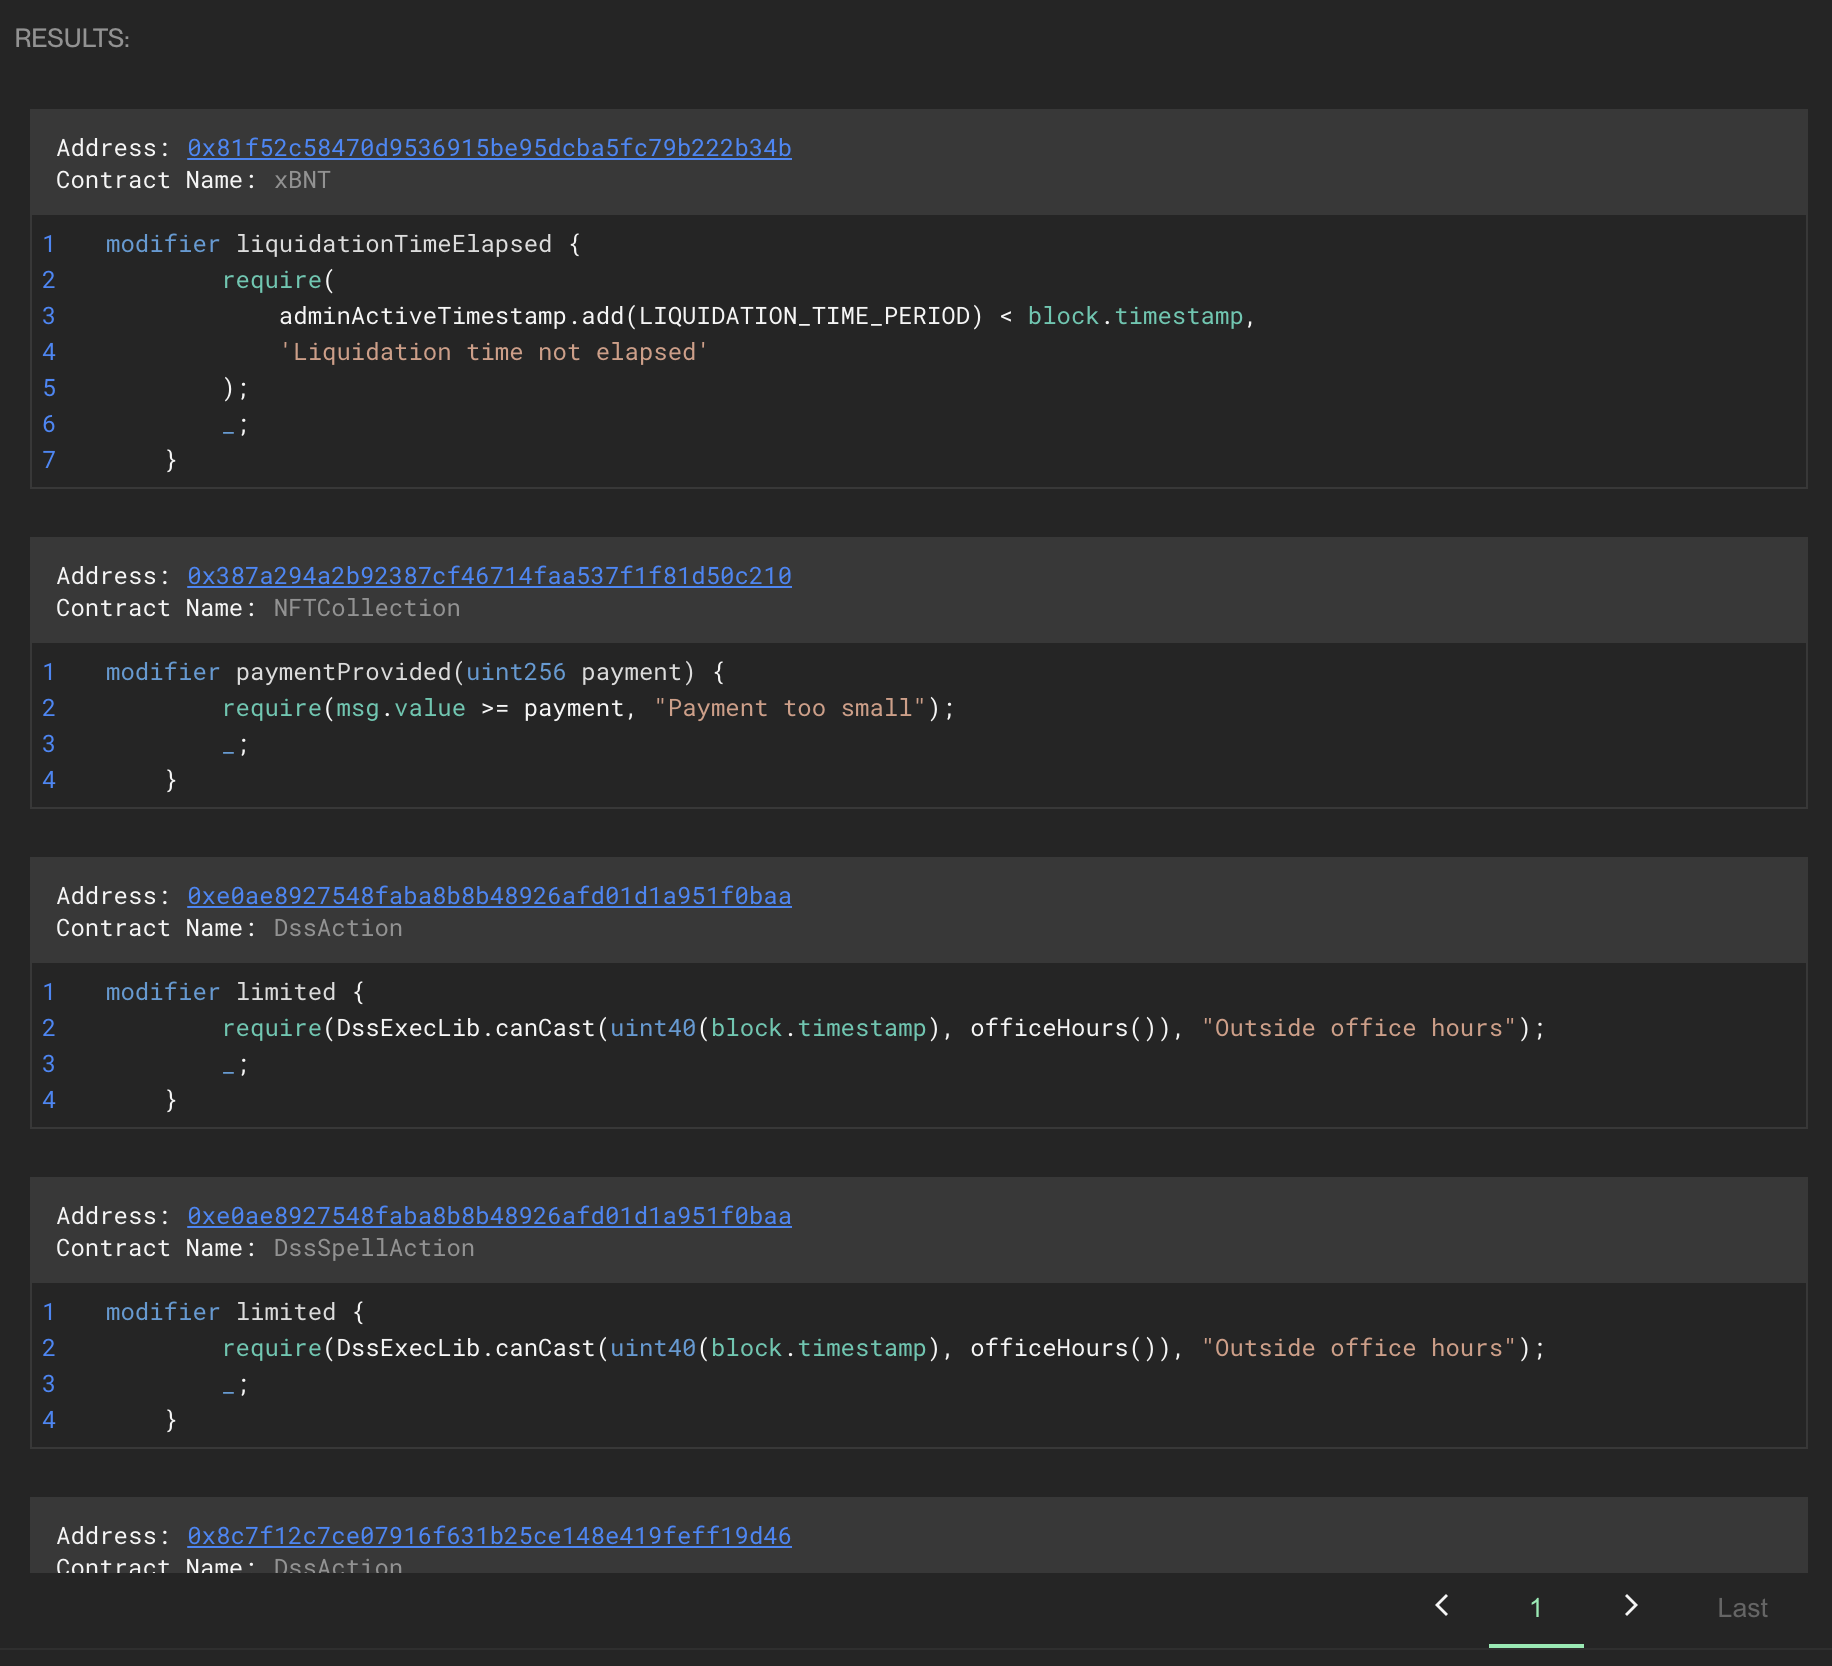 RESULTS:
Address: 0x81f52c58470d9536915be95dcba5fc79b222b34b
Contract Name: xBNT
1 modifier liquidationTimeElapsed {
2 require(
3 adminActiveTimestamp.add(LIQUIDATION_TIME_PERIOD) < block.timestamp,
4 'Liquidation time not elapsed'
5 );
6 _;
7 }
Address: 0x387a294a2b92387cf46714faa537f1f81d50c210
Contract Name: NFTCollection
1 modifier paymentProvided(uint256 payment) {
2 require(msg.value >= payment, "Payment too small");
3 _;
4 }
Address: 0xe0ae8927548faba8b8b48926afd01d1a951f0baa
Contract Name: DssAction
1 modifier limited {
2 require(DssExecLib.canCast(uint40(block.timestamp), officeHours()), "Outside office hours");
3 _;
4 }
Address: 0xe0ae8927548faba8b8b48926afd01d1a951f0baa
Contract Name: DssSpellAction
1 modifier limited {
2 require(DssExecLib.canCast(uint40(block.timestamp), officeHours()), "Outside office hours");
3 _;
4 }
Address: 0x8c7f12c7ce07916f631b25ce148e419feff19d46
Contract Name: DssAction
< 1 > Last